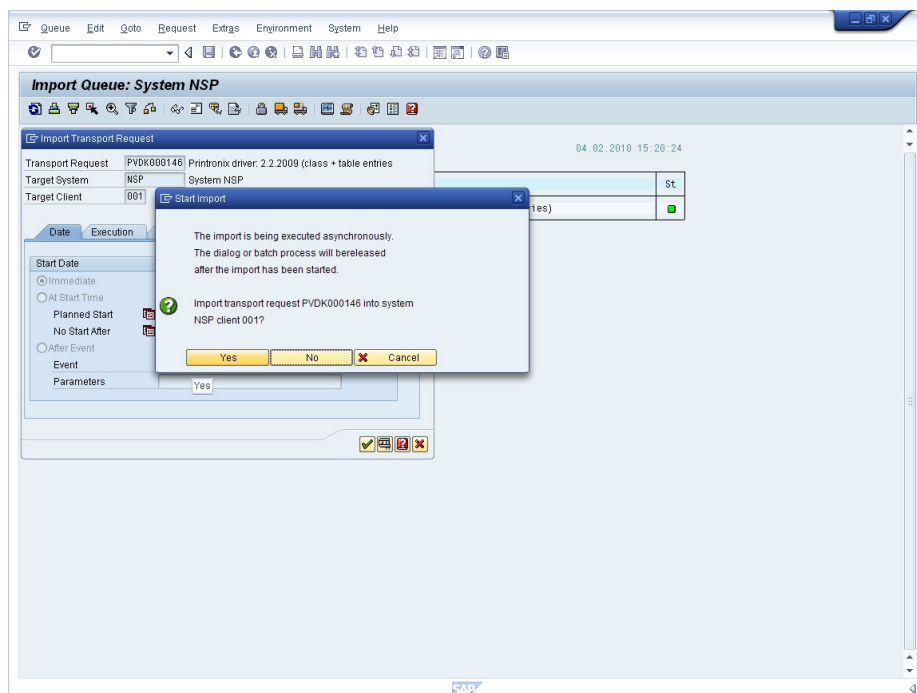 Queue Edit Goto Request Extras Environment System Help
Import Queue: System NSP
Import Transport Request
04.02.2010 15:20:24
Transport Request PVDK000146 Printronix driver: 2.2.2009 (class + table entries
Target System NSP System NSP
St
Target Client 001
Start import
ies)
Date Execution
The import is being executed asynchronously.
The dialog or batch process will bereleased
after the import has been started.
Start Date
Immediate
At Start Time
Planned Start
Import transport request PVDK000146 into system
NSP client 001?
No Start After
After Event
Yes No Cancel
Event
Parameters
Yes
SAP